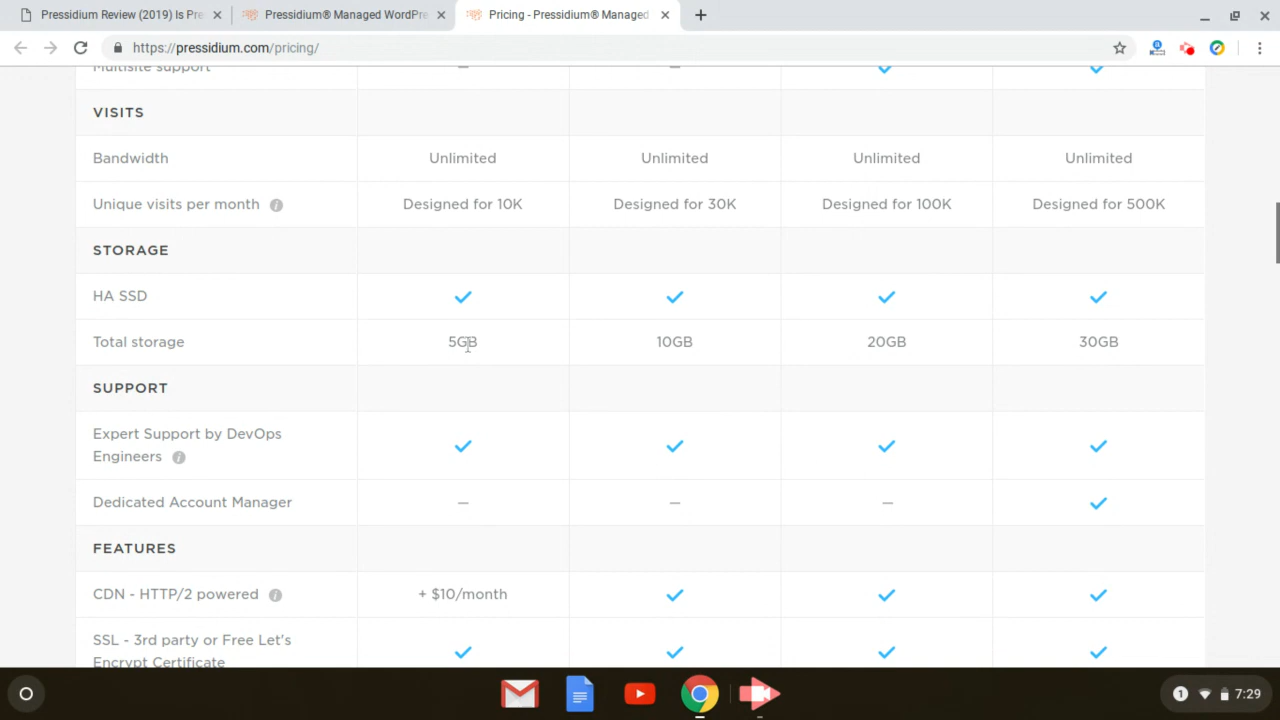 Pressidium Review (2019) Is Pre
Pressidium® Managed WordPre
Pricing - Pressidium® Managed
https://pressidium.com/pricing/
Multisite support
VISITS
Bandwidth Unlimited Unlimited Unlimited Unlimited
Unique visits per month Designed for 10K Designed for 30K Designed for 100K Designed for 500K
STORAGE
HA SSD
Total storage 5GB 10GB 20GB 30GB
SUPPORT
Expert Support by DevOps
Engineers
Dedicated Account Manager – – –
FEATURES
CDN - HTTP/2 powered + $10/month
SSL - 3rd party or Free Let's
Encrypt Certificate
1 7:29